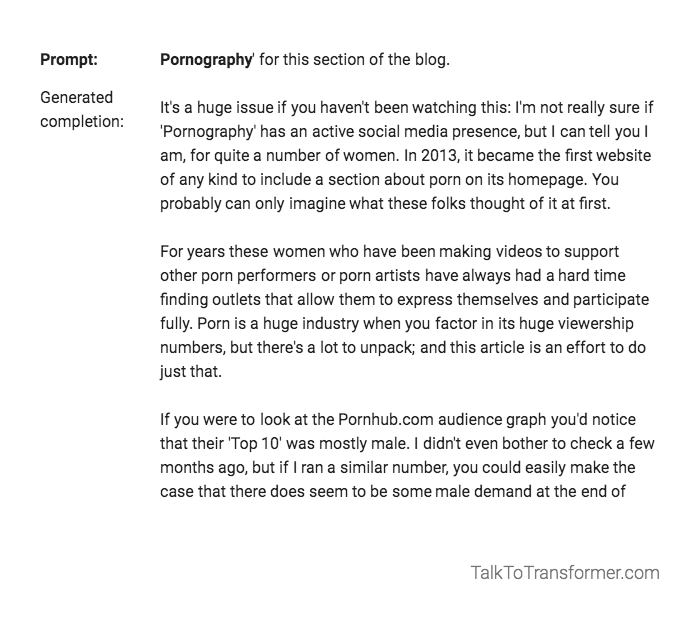 Prompt:
Pornography' for this section of the blog.
Generated
completion:
It's a huge issue if you haven't been watching this: I'm not really sure if
'Pornography' has an active social media presence, but I can tell you I
am, for quite a number of women. In 2013, it became the first website
of any kind to include a section about porn on its homepage. You
probably can only imagine what these folks thought of it at first.
For years these women who have been making videos to support
other porn performers or porn artists have always had a hard time
finding outlets that allow them to express themselves and participate
fully. Porn is a huge industry when you factor in its huge viewership
numbers, but there's a lot to unpack; and this article is an effort to do
just that.
If you were to look at the Pornhub.com audience graph you'd notice
that their 'Top 10' was mostly male. I didn't even bother to check a few
months ago, but if I ran a similar number, you could easily make the
case that there does seem to be some male demand at the end of
TalkToTransformer.com